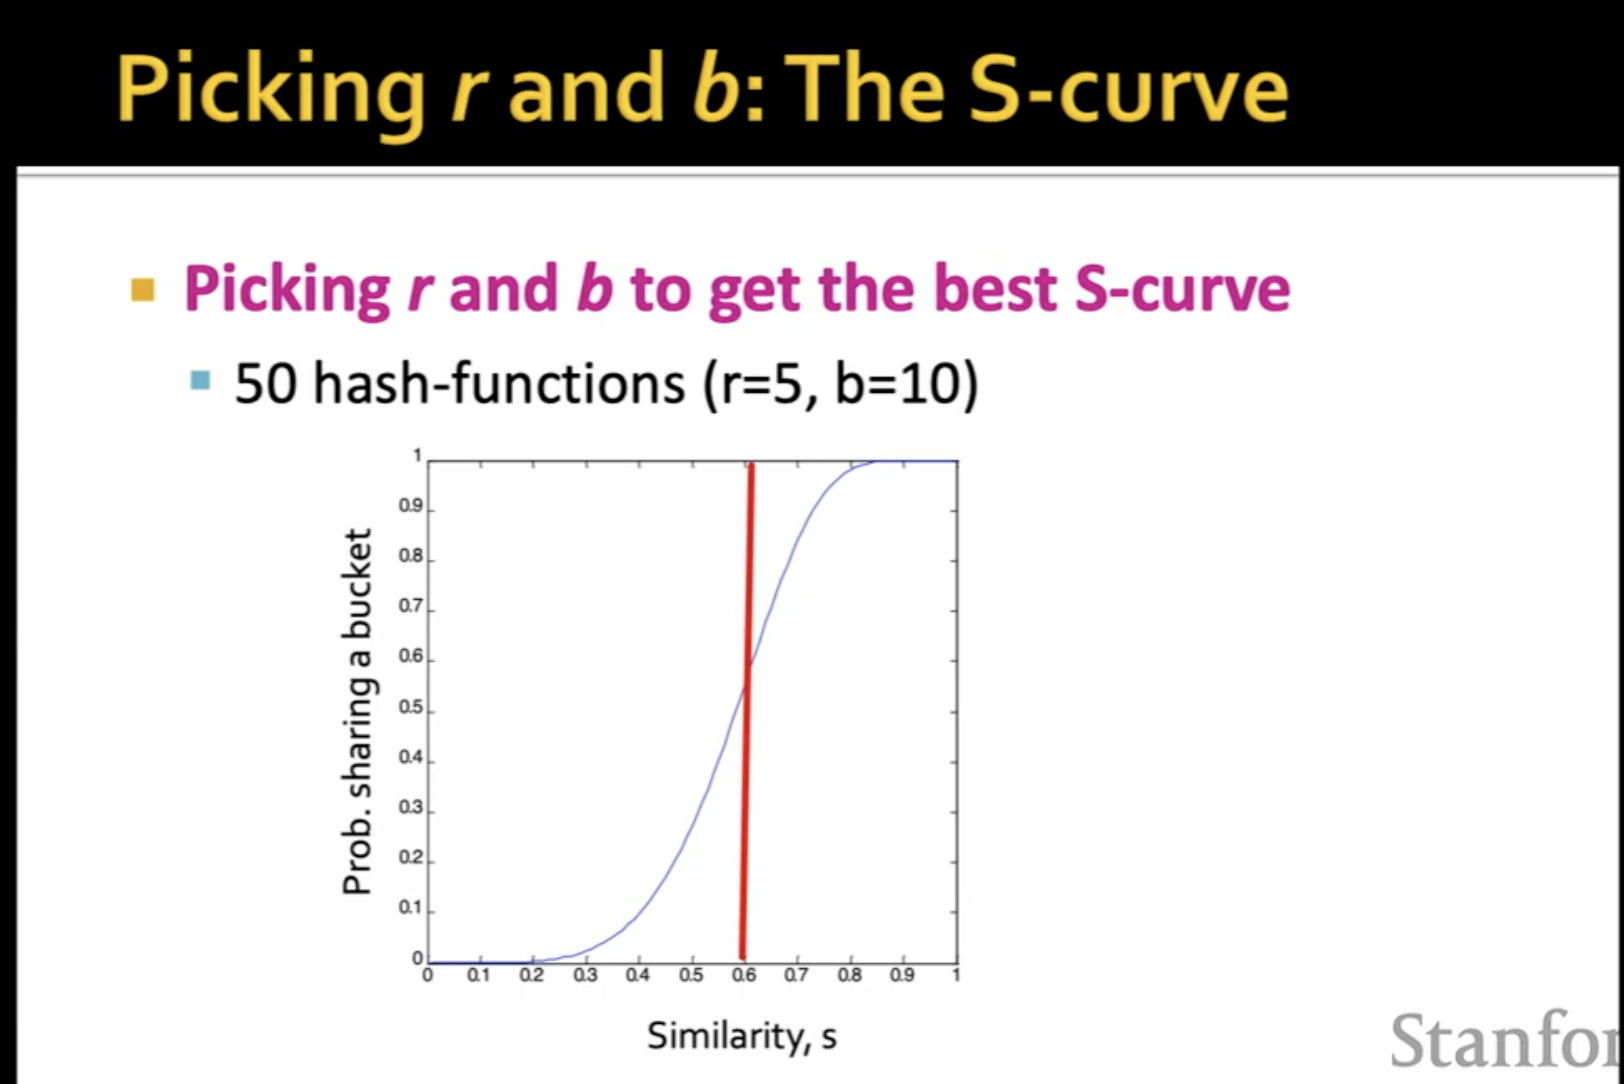 Picking r and b: The S-curve
Picking r and b to get the best S-curve
50 hash-functions (r=5, b=10)
1
0.9
0.8
0.7
0.6
0.5
0.4
0.3
0.2
0.1
0
Prob. sharing a bucket
0 0.1 0.2 0.3 0.4 0.5 0.6 0.7 0.8 0.9 1
Similarity, s
Stanfor